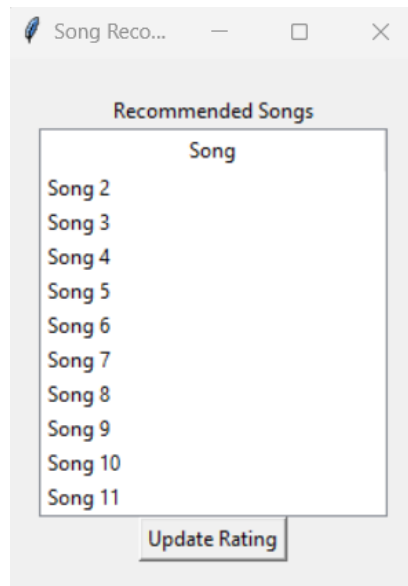 Song Reco...
Recommended Songs
Song
Song 2
Song 3
Song 4
Song 5
Song 6
Song 7
Song 8
Song 9
Song 10
Song 11
Update Rating